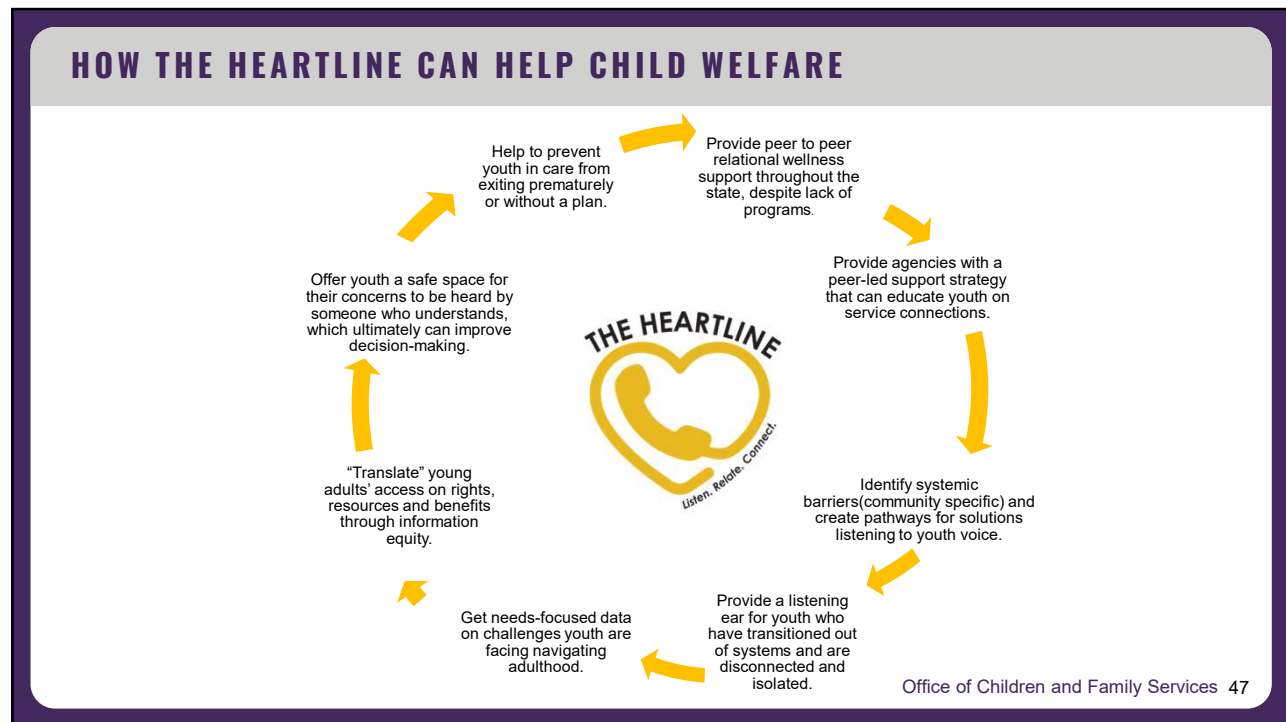 HOW THE HEARTLINE CAN HELP CHILD WELFARE
Help to prevent
youth in care from
exiting prematurely
or without a plan.
Provide peer to peer
relational wellness
support throughout the
state, despite lack of
programs.
Provide agencies with a
peer-led support strategy
that can educate youth on
service connections.
Identify systemic
barriers(community specific) and
create pathways for solutions
listening to youth voice.
Provide a listening
ear for youth who
have transitioned out
of systems and are
disconnected and
isolated.
Get needs-focused data
on challenges youth are
facing navigating
adulthood.
“Translate” young
adults’ access on rights,
resources and benefits
through information
equity.
Offer youth a safe space for
their concerns to be heard by
someone who understands,
which ultimately can improve
decision-making.
THE HEARTLINE
Listen. Relate. Connect.
Office of Children and Family Services 47